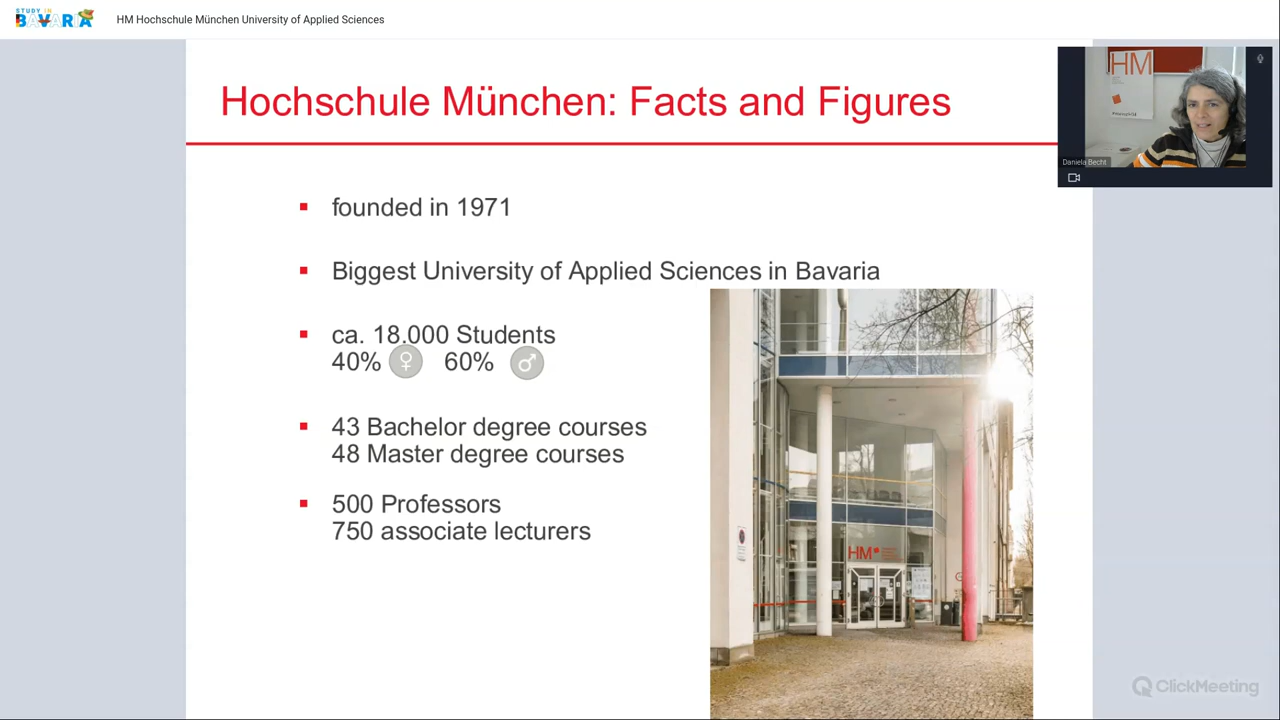 STUDY IN
BAVARIA
HM Hochschule München University of Applied Sciences
Hochschule München: Facts and Figures
HM
Daniela Becht
founded in 1971
Biggest University of Applied Sciences in Bavaria
ca. 18.000 Students
40% ♀ 60% ♂
43 Bachelor degree courses
48 Master degree courses
500 Professors
750 associate lecturers
HM
ClickMeeting